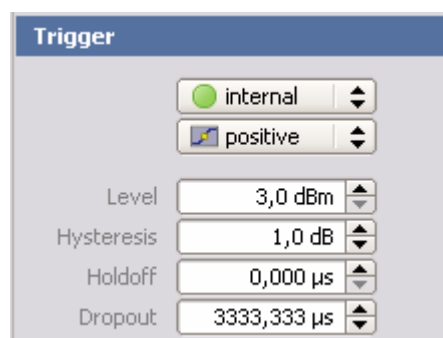 Trigger
internal
positive
Level 3,0 dBm
Hysteresis 1,0 dB
Holdoff 0,000 µs
Dropout 3333,333 µs